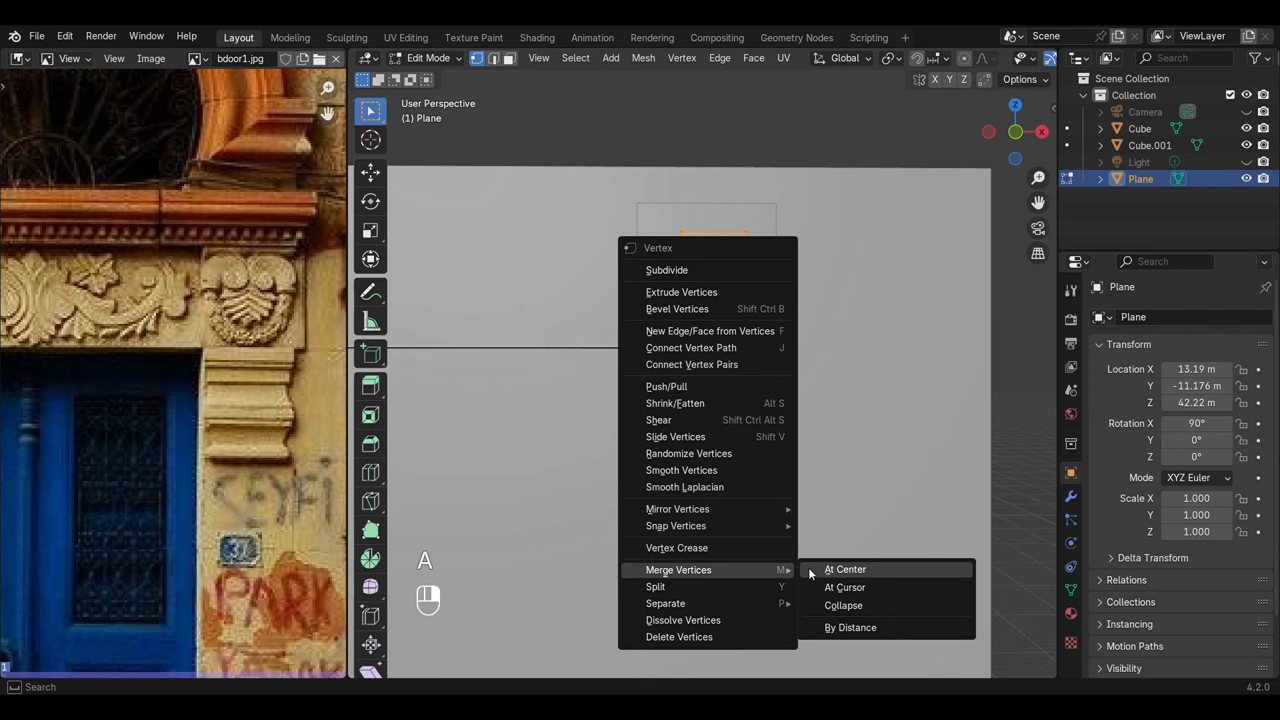 File Edit Render Window Help Layout Modeling Sculpting UV Editing Texture Paint Shading Animation Rendering Compositing Geometry Nodes Scripting + Scene ViewLayer
View View Image bdoor1.jpg Edit Mode View Select Add Mesh Vertex Edge Face UV Global
X Y Z Options
User Perspective
(1) Plane
Z
X
Scene Collection
Collection
Camera
Cube
Cube.001
Light
Plane
Search
Plane
Plane
Transform
Location X 13.19 m
Y -11.176 m
Z 42.22 m
Rotation X 90°
Y 0°
Z 0°
Mode XYZ Euler
Scale X 1.000
Y 1.000
Z 1.000
Delta Transform
Relations
Collections
Instancing
Motion Paths
Visibility
Vertex
Subdivide
Extrude Vertices
Bevel Vertices Shift Ctrl B
New Edge/Face from Vertices F
Connect Vertex Path J
Connect Vertex Pairs
Push/Pull
Shrink/Fatten Alt S
Shear Shift Ctrl Alt S
Slide Vertices Shift V
Randomize Vertices
Smooth Vertices
Smooth Laplacian
Mirror Vertices
Snap Vertices
Vertex Crease
Merge Vertices M
Split Y
Separate P
Dissolve Vertices
Delete Vertices
At Center
At Cursor
Collapse
By Distance
A
SEYFi
37
PARK
1
Search
4.2.0